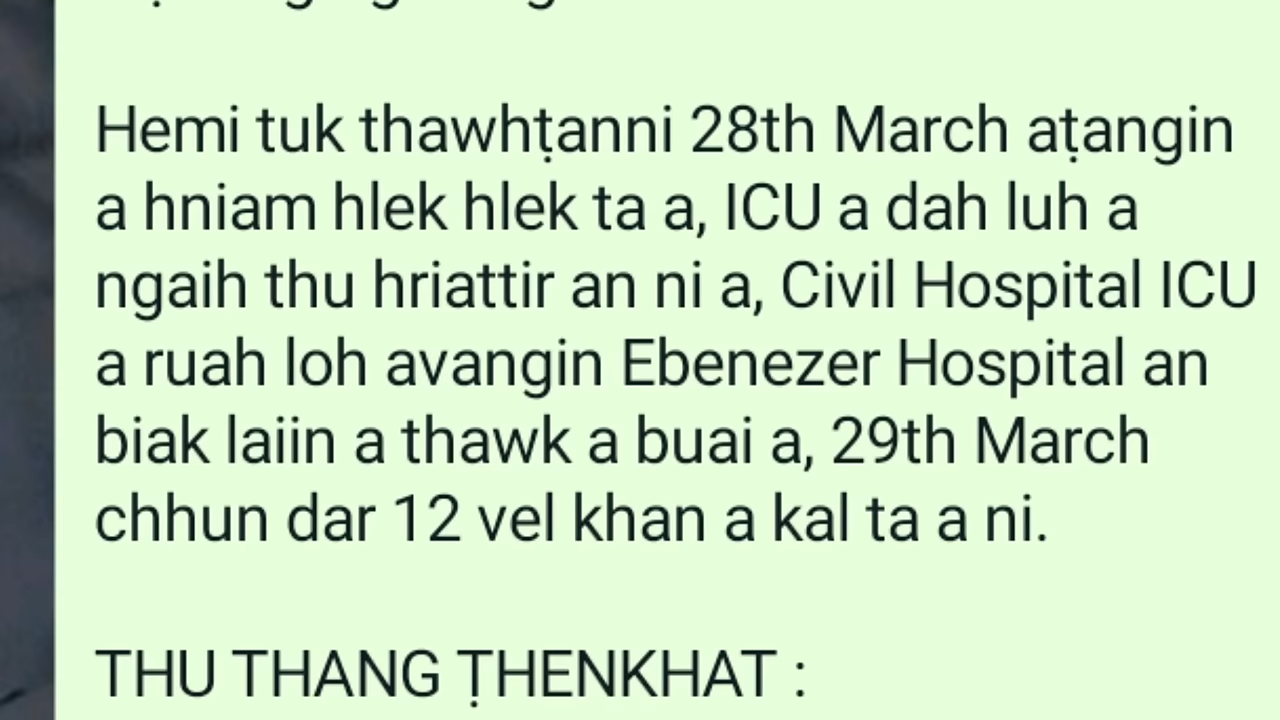 Hemi tuk thawhṭanni 28th March aṭangin
a hniam hlek hlek ta a, ICU a dah luh a
ngaih thu hriattir an ni a, Civil Hospital ICU
a ruah loh avangin Ebenezer Hospital an
biak laiin a thawk a buai a, 29th March
chhun dar 12 vel khan a kal ta a ni.
THU THANG ṬHENKHAT :